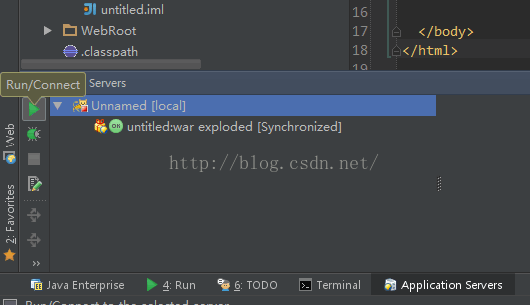 untitled.iml
WebRoot
.classpath
16
17
</body>
18
</html>
19
Run/Connect
Servers
Unnamed [local]
untitled:war exploded [Synchronized]
http://blog.csdn.net/
Web
2: Favorites
Java Enterprise
4: Run
6: TODO
Terminal
Application Servers
Run/Connect to the selected server